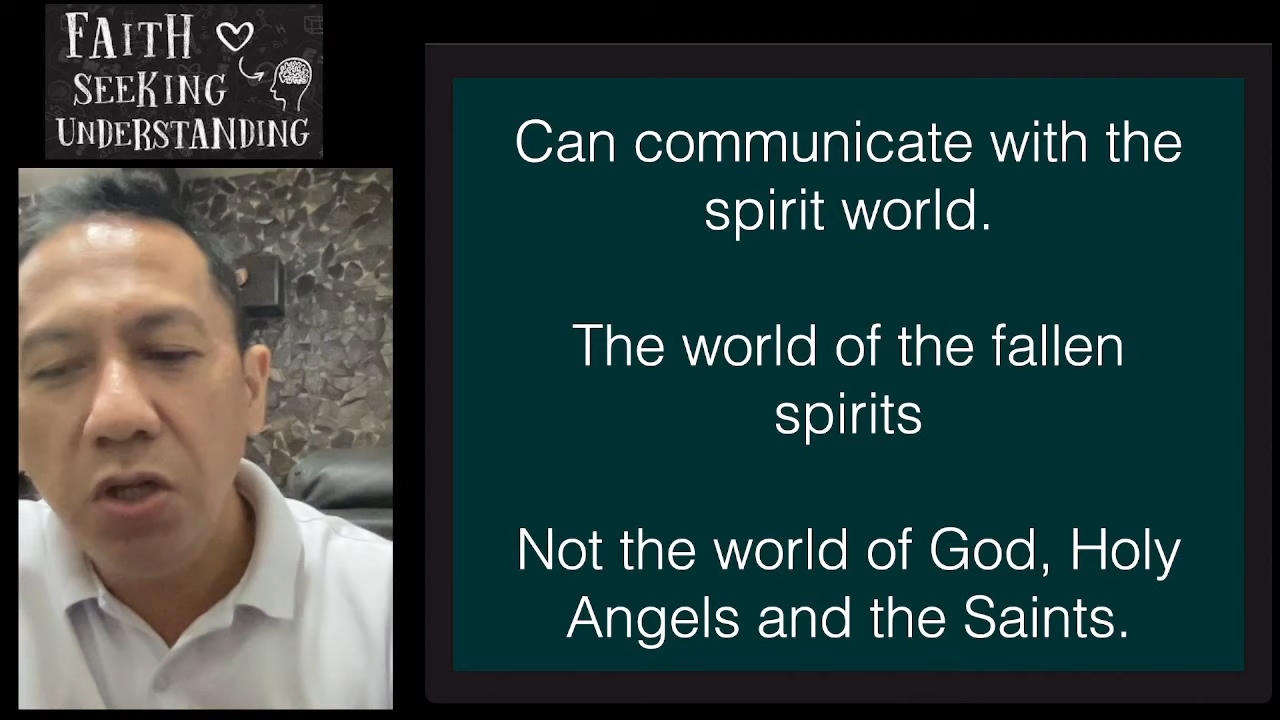 FAITH
SEEKING
UNDERSTANDING
Can communicate with the
spirit world.
The world of the fallen
spirits
Not the world of God, Holy
Angels and the Saints.